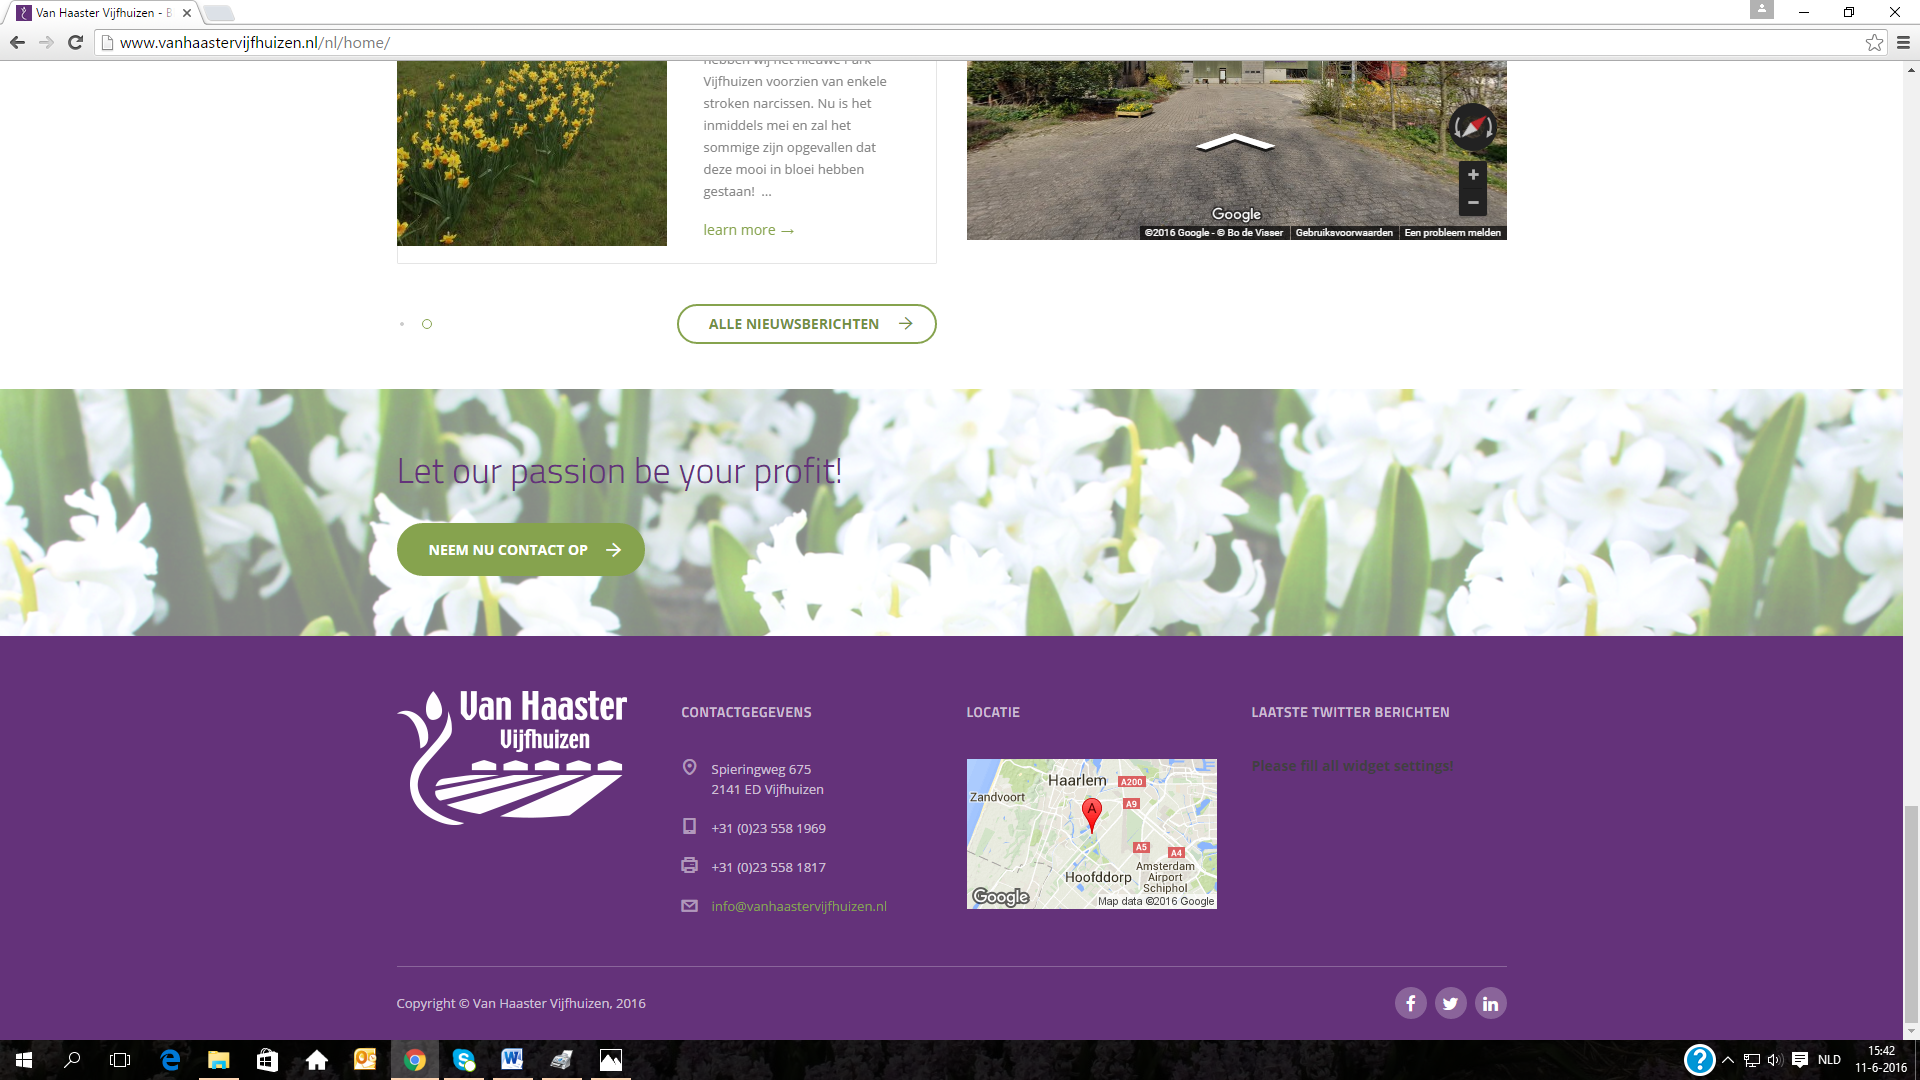 Van Haaster Vijfhuizen - B
www.vanhaastervijfhuizen.nl/nl/home/
hebben wij het nieuwe Park
Vijfhuizen voorzien van enkele
stroken narcissen. Nu is het
inmiddels mei en zal het
sommige zijn opgevallen dat
deze mooi in bloei hebben
gestaan! ...
learn more →
Google
©2016 Google - © Bo de Visser
Gebruiksvoorwaarden
Een probleem melden
ALLE NIEUWSBERICHTEN
Let our passion be your profit!
NEEM NU CONTACT OP
Van Haaster
Vijfhuizen
CONTACTGEGEVENS
Spieringweg 675
2141 ED Vijfhuizen
+31 (0)23 558 1969
+31 (0)23 558 1817
info@vanhaastervijfhuizen.nl
LOCATIE
Haarlem
A200
Zandvoort
A9
A
A5
A4
Amsterdam
Airport
Schiphol
Hoofddorp
Google
Map data ©2016 Google
LAATSTE TWITTER BERICHTEN
Please fill all widget settings!
Copyright © Van Haaster Vijfhuizen, 2016
NLD
15:42
11-6-2016